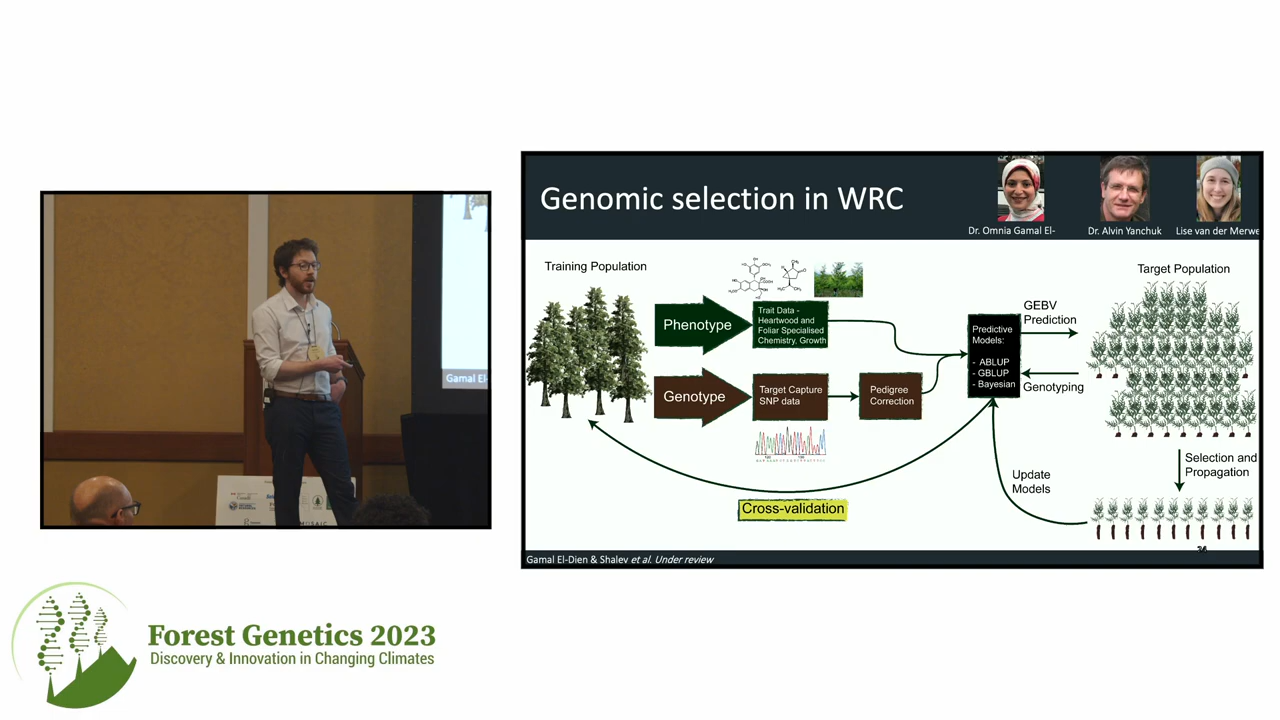 Genomic selection in WRC
Dr. Omnia Gamal El-
Dr. Alvin Yanchuk
Lise van der Merwe
Training Population
Target Population
Phenotype
Trait Data -
Heartwood and
Foliar Specialised
Chemistry, Growth
Genotype
Target Capture
SNP data
Pedigree
Correction
Predictive
Models:
- ABLUP
- GBLUP
- Bayesian
GEBV
Prediction
Genotyping
Selection and
Propagation
Update
Models
Cross-validation
Gamal El-Dien & Shalev et al. Under review
Gamal El-
MOSAIC
Forest Genetics 2023
Discovery & Innovation in Changing Climates